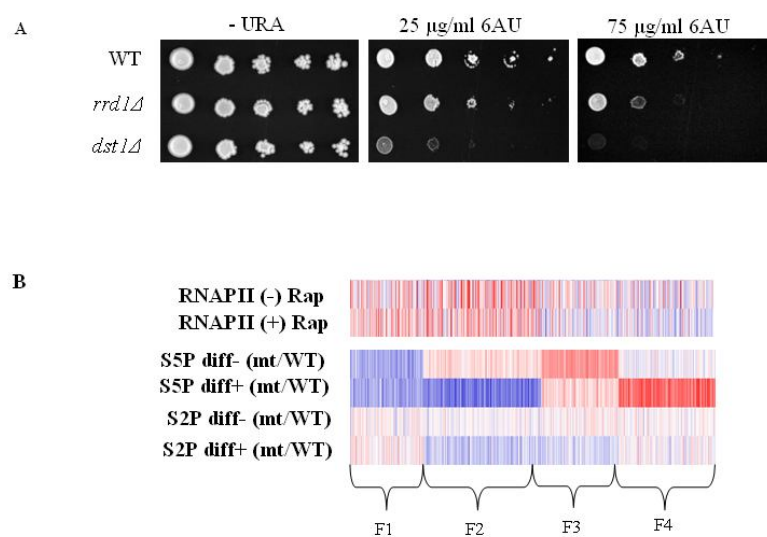 A
- URA
25 µg/ml 6AU
75 µg/ml 6AU
WT
rrd1Δ
dst1Δ
B
RNAPII (-) Rap
RNAPII (+) Rap
S5P diff- (mt/WT)
S5P diff+ (mt/WT)
S2P diff- (mt/WT)
S2P diff+ (mt/WT)
F1
F2
F3
F4